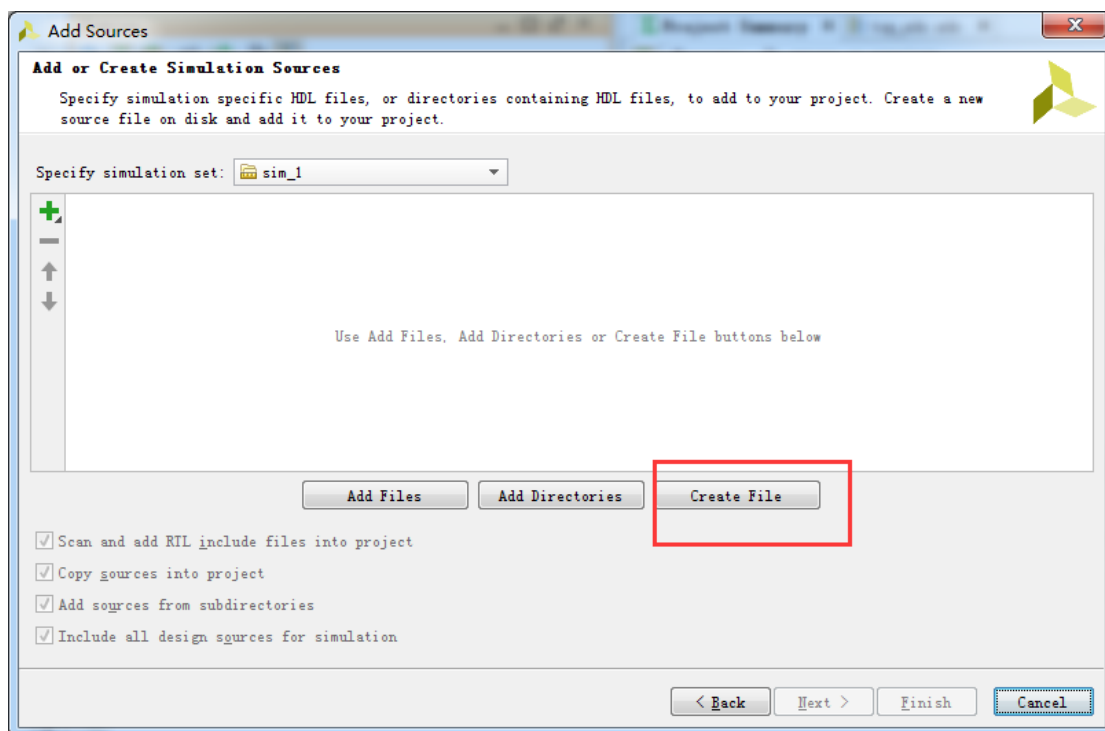 Add Sources
Project Summary
Add or Create Simulation Sources
Specify simulation specific HDL files, or directories containing HDL files, to add to your project. Create a new
source file on disk and add it to your project.
Specify simulation set: sim_1
Use Add Files, Add Directories or Create File buttons below
Add Files Add Directories Create File
Scan and add RTL include files into project
Copy sources into project
Add sources from subdirectories
Include all design sources for simulation
< Back Next > Finish Cancel